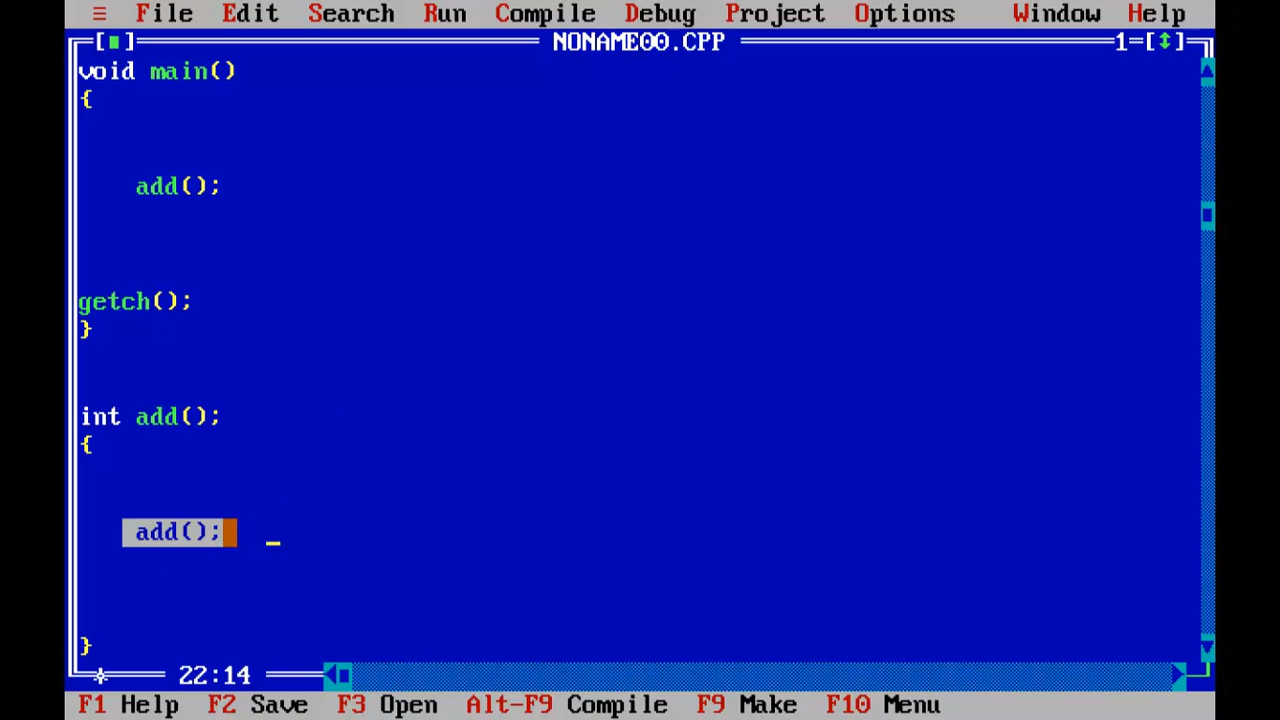 ≡ File Edit Search Run Compile Debug Project Options Window Help
[■] NONAME00.CPP 1=[↕]
void main()
{
add();
getch();
}
int add();
{
add();
}
22:14
F1 Help F2 Save F3 Open Alt-F9 Compile F9 Make F10 Menu